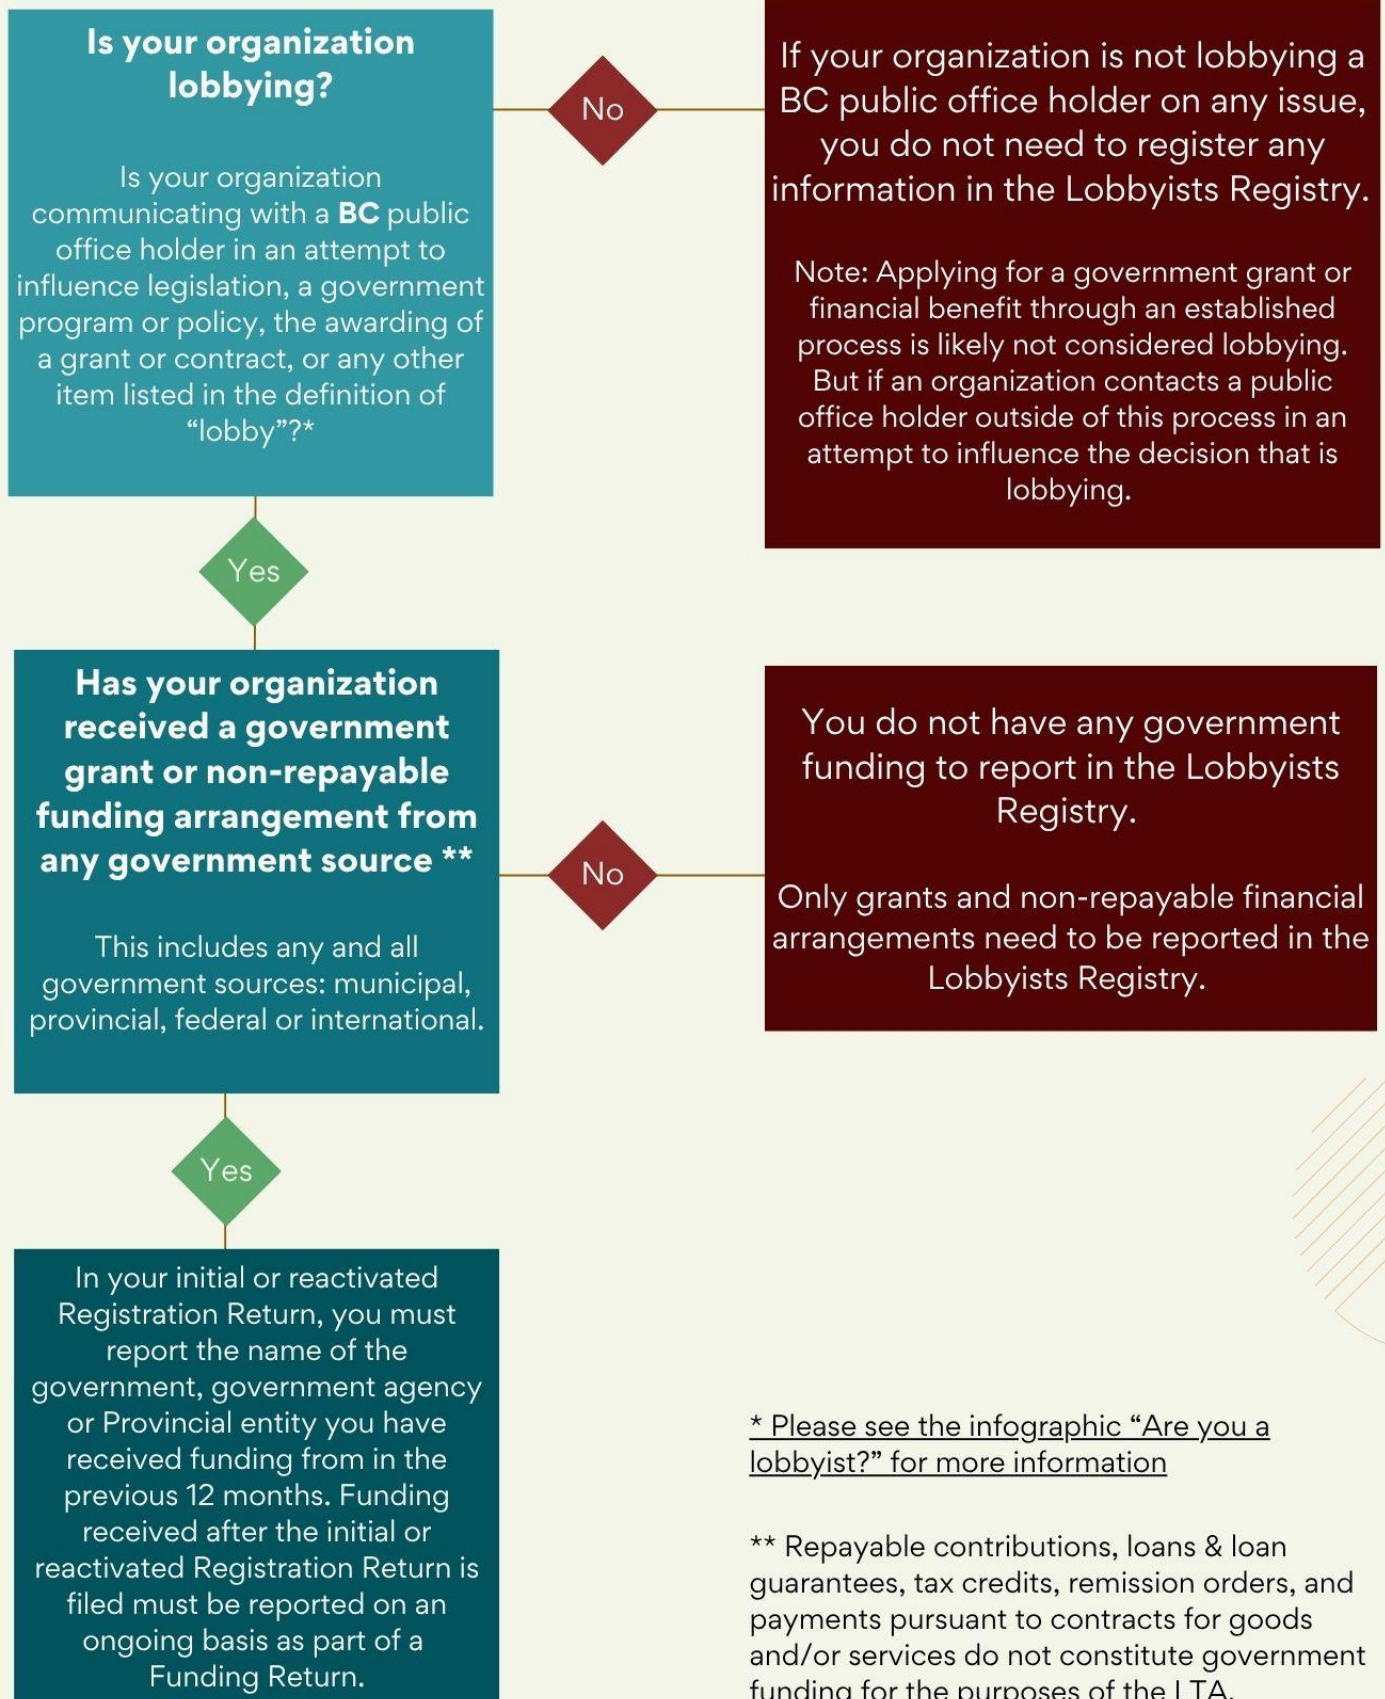 Is your organization
lobbying?
Is your organization
communicating with a BC public
office holder in an attempt to
influence legislation, a government
program or policy, the awarding of
a grant or contract, or any other
item listed in the definition of
“lobby”?*
No
If your organization is not lobbying a
BC public office holder on any issue,
you do not need to register any
information in the Lobbyists Registry.
Note: Applying for a government grant or
financial benefit through an established
process is likely not considered lobbying.
But if an organization contacts a public
office holder outside of this process in an
attempt to influence the decision that is
lobbying.
Yes
Has your organization
received a government
grant or non-repayable
funding arrangement from
any government source **
This includes any and all
government sources: municipal,
provincial, federal or international.
No
You do not have any government
funding to report in the Lobbyists
Registry.
Only grants and non-repayable financial
arrangements need to be reported in the
Lobbyists Registry.
Yes
In your initial or reactivated
Registration Return, you must
report the name of the
government, government agency
or Provincial entity you have
received funding from in the
previous 12 months. Funding
received after the initial or
reactivated Registration Return is
filed must be reported on an
ongoing basis as part of a
Funding Return.
* Please see the infographic “Are you a
lobbyist?” for more information
** Repayable contributions, loans & loan
guarantees, tax credits, remission orders, and
payments pursuant to contracts for goods
and/or services do not constitute government
funding for the purposes of the LTA.